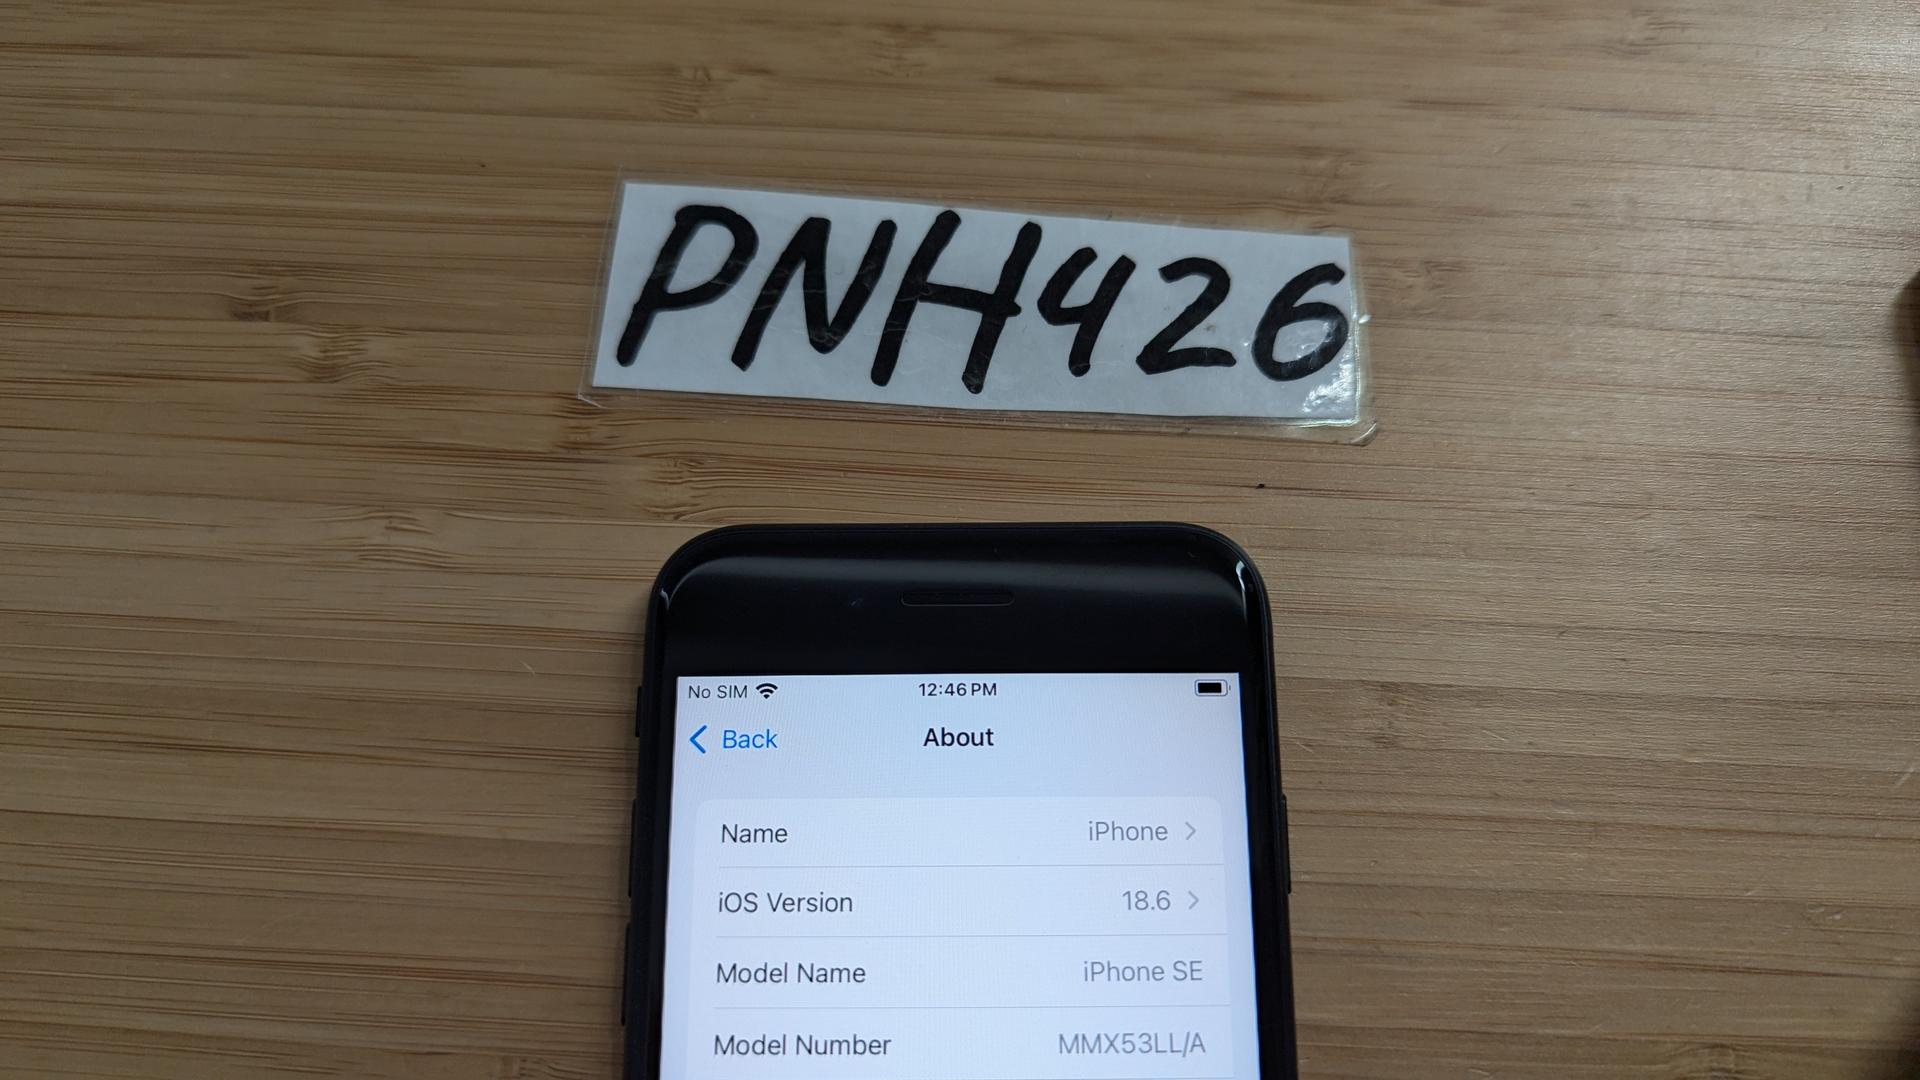 PNH426
No SIM 12:46 PM
Back About
Name iPhone
iOS Version 18.6
Model Name iPhone SE
Model Number MMX53LL/A